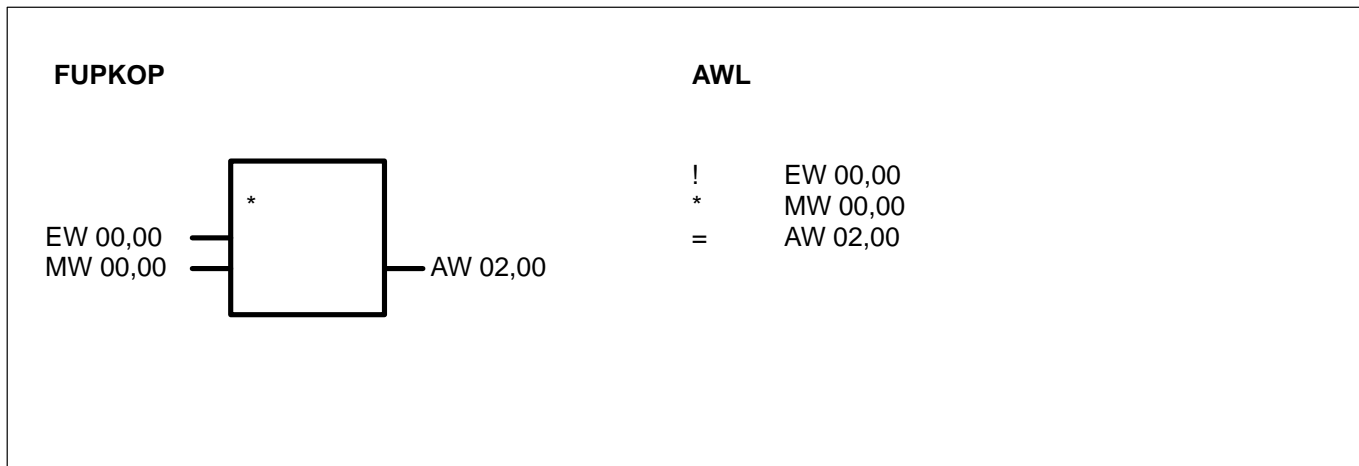 FUPKOP
*
EW 00,00
MW 00,00
AW 02,00
AWL
! EW 00,00
* MW 00,00
= AW 02,00